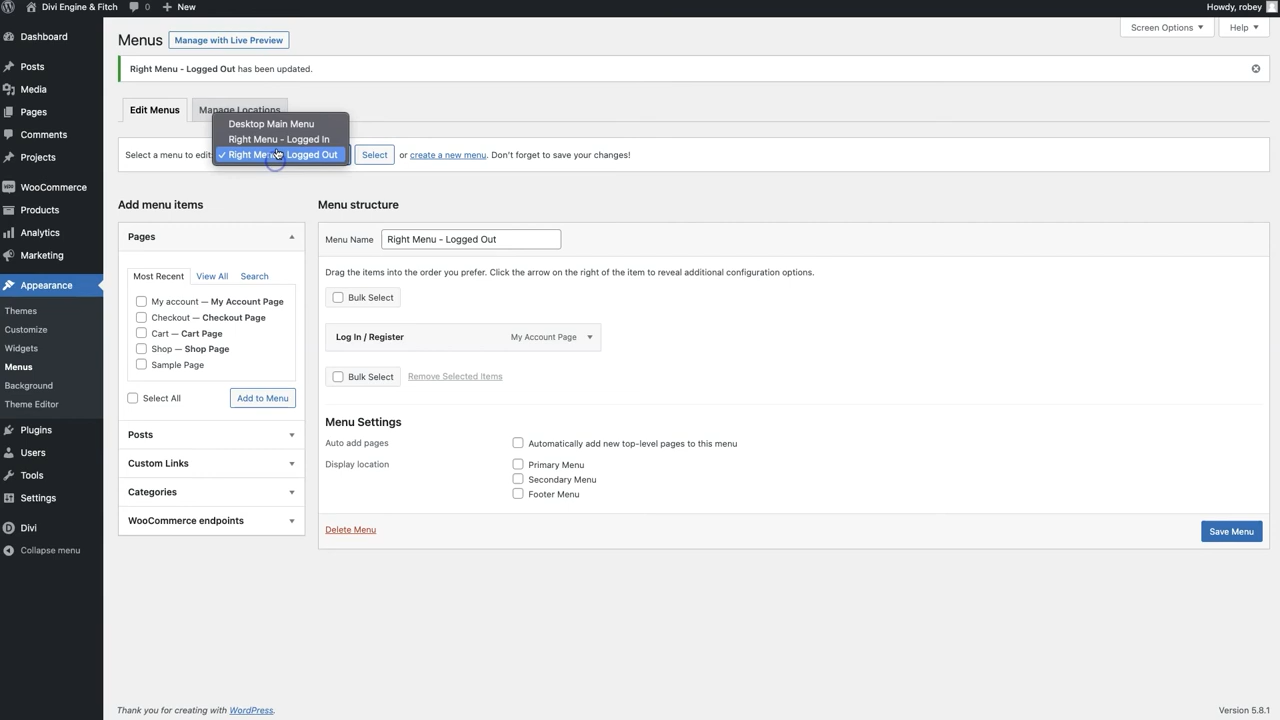 Divi Engine & Fitch
0
New
Howdy, robey
Dashboard
Posts
Media
Pages
Comments
Projects
WooCommerce
Products
Analytics
Marketing
Appearance
Themes
Customize
Widgets
Menus
Background
Theme Editor
Plugins
Users
Tools
Settings
Divi
Collapse menu
Menus
Manage with Live Preview
Screen Options
Help
Right Menu - Logged Out has been updated.
Edit Menus
Manage Locations
Desktop Main Menu
Right Menu - Logged In
Right Menu - Logged Out
Select a menu to edit:
Select
or create a new menu. Don't forget to save your changes!
Add menu items
Pages
Most Recent
View All
Search
My account — My Account Page
Checkout — Checkout Page
Cart — Cart Page
Shop — Shop Page
Sample Page
Select All
Add to Menu
Posts
Custom Links
Categories
WooCommerce endpoints
Menu structure
Menu Name
Right Menu - Logged Out
Drag the items into the order you prefer. Click the arrow on the right of the item to reveal additional configuration options.
Bulk Select
Log In / Register
My Account Page
Bulk Select
Remove Selected Items
Menu Settings
Auto add pages
Automatically add new top-level pages to this menu
Display location
Primary Menu
Secondary Menu
Footer Menu
Delete Menu
Save Menu
Thank you for creating with WordPress.
Version 5.8.1